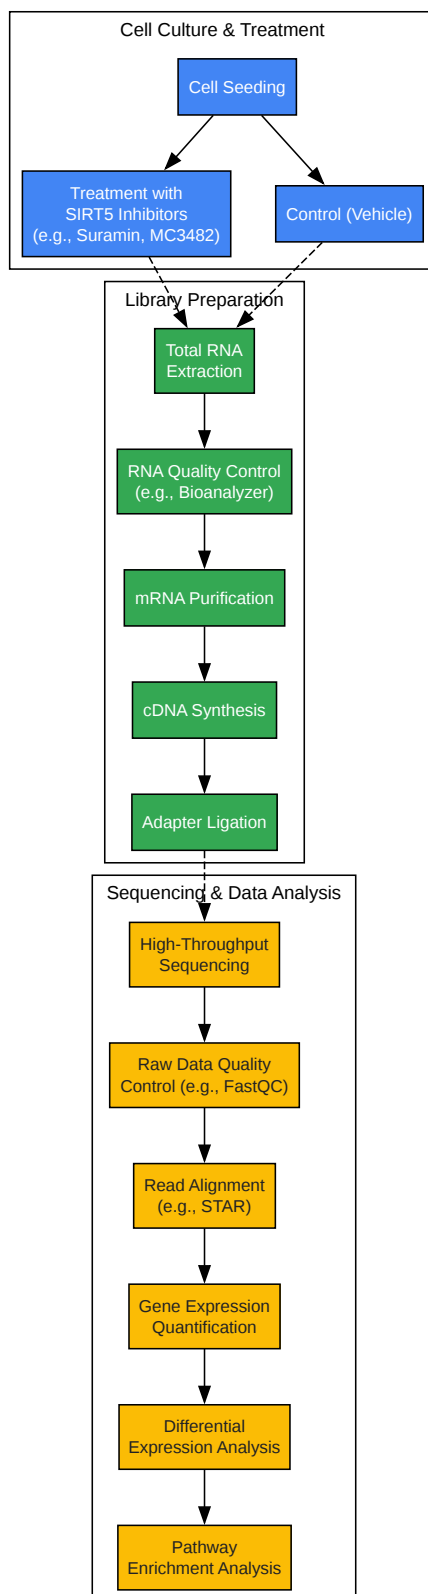 Cell Culture & Treatment
Cell Seeding
Treatment with
SIRT5 Inhibitors
(e.g., Suramin, MC3482)
Control (Vehicle)
Library Preparation
Total RNA
Extraction
RNA Quality Control
(e.g., Bioanalyzer)
mRNA Purification
cDNA Synthesis
Adapter Ligation
Sequencing & Data Analysis
High-Throughput
Sequencing
Raw Data Quality
Control (e.g., FastQC)
Read Alignment
(e.g., STAR)
Gene Expression
Quantification
Differential
Expression Analysis
Pathway
Enrichment Analysis